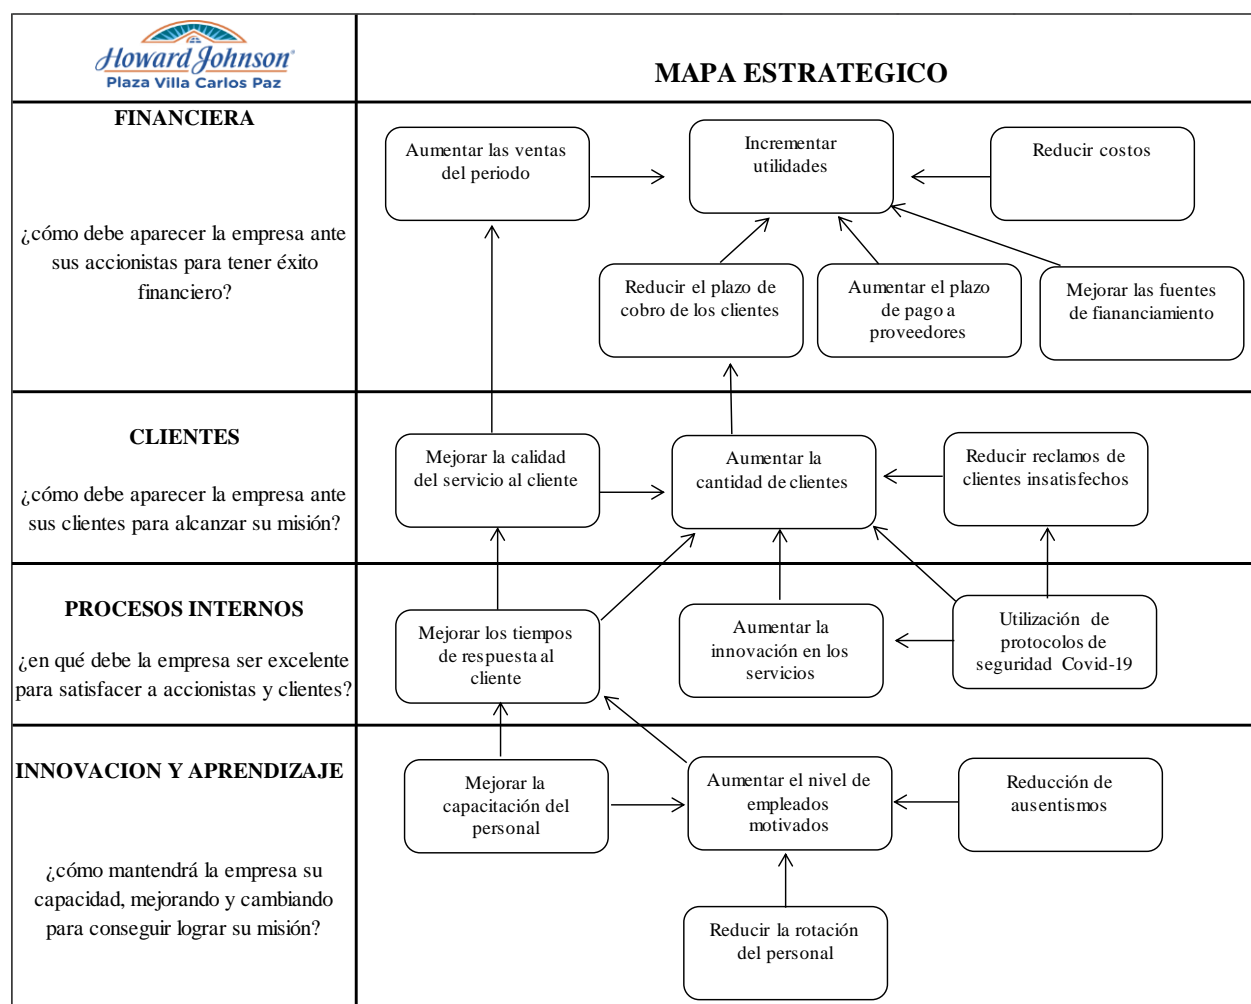 Howard Johnson
Plaza Villa Carlos Paz
MAPA ESTRATEGICO
FINANCIERA
¿cómo debe aparecer la empresa ante
sus accionistas para tener éxito
financiero?
Aumentar las ventas
del periodo
Incrementar
utilidades
Reducir costos
Reducir el plazo de
cobro de los clientes
Aumentar el plazo
de pago a
proveedores
Mejorar las fuentes
de fiananciamiento
CLIENTES
¿cómo debe aparecer la empresa ante
sus clientes para alcanzar su misión?
Mejorar la calidad
del servicio al cliente
Aumentar la
cantidad de clientes
Reducir reclamos de
clientes insatisfechos
PROCESOS INTERNOS
¿en qué debe la empresa ser excelente
para satisfacer a accionistas y clientes?
Mejorar los tiempos
de respuesta al
cliente
Aumentar la
innovación en los
servicios
Utilización de
protocolos de
seguridad Covid-19
INNOVACION Y APRENDIZAJE
¿cómo mantendrá la empresa su
capacidad, mejorando y cambiando
para conseguir lograr su misión?
Mejorar la
capacitación del
personal
Aumentar el nivel de
empleados
motivados
Reducción de
ausentismos
Reducir la rotación
del personal